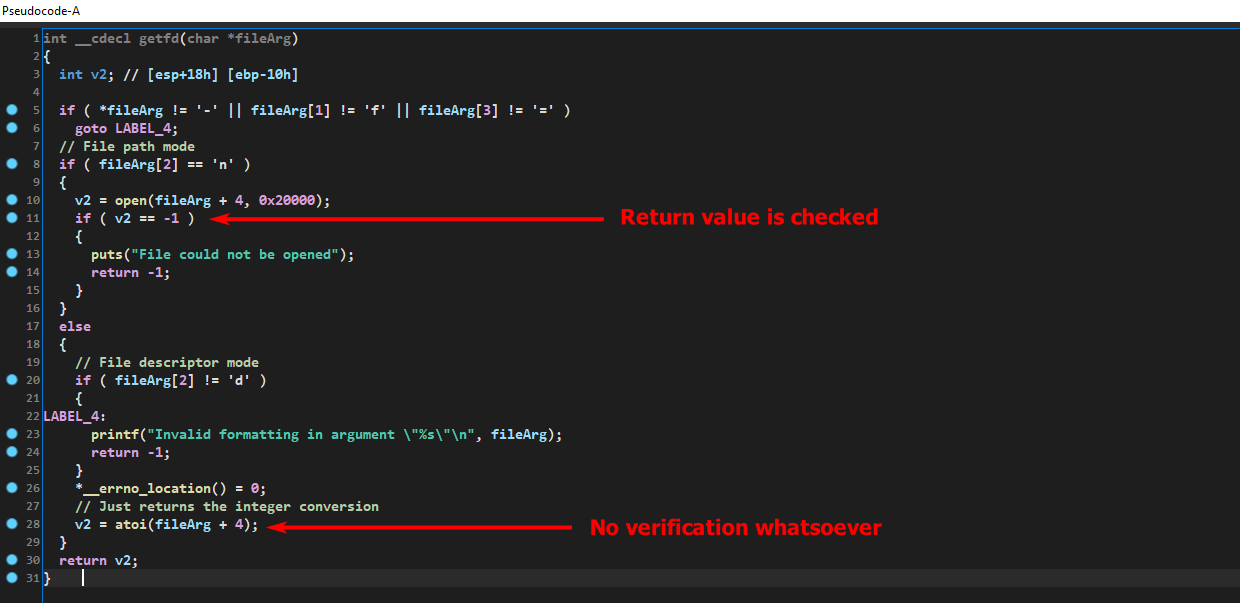 Pseudocode-A
1 int __cdecl getfd(char *fileArg)
2 {
3   int v2; // [esp+18h] [ebp-10h]
4
5   if ( *fileArg != '-' || fileArg[1] != 'f' || fileArg[3] != '=' )
6     goto LABEL_4;
7   // File path mode
8   if ( fileArg[2] == 'n' )
9   {
10     v2 = open(fileArg + 4, 0x20000);
11     if ( v2 == -1 ) Return value is checked
12     {
13       puts("File could not be opened");
14       return -1;
15     }
16   }
17   else
18   {
19     // File descriptor mode
20     if ( fileArg[2] != 'd' )
21     {
22 LABEL_4:
23       printf("Invalid formatting in argument \"%s\"\n", fileArg);
24       return -1;
25     }
26     *__errno_location() = 0;
27     // Just returns the integer conversion
28     v2 = atoi(fileArg + 4); No verification whatsoever
29   }
30   return v2;
31 }